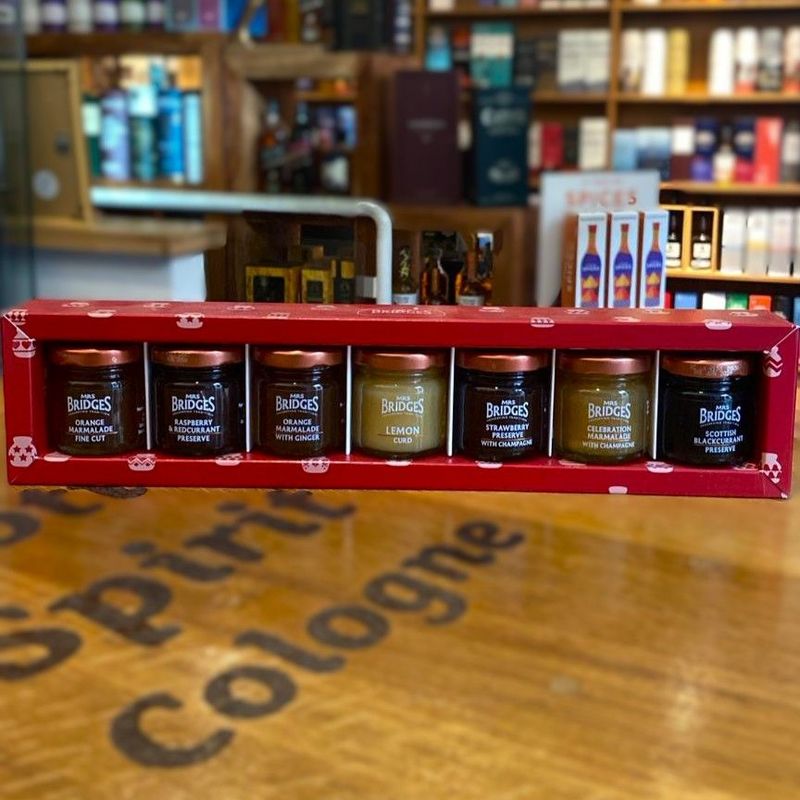 SPICES
BRIDGES
MRS
BRIDGES
ORANGE
MARMALADE
FINE CUT
MRS
BRIDGES
RASPBERRY
& REDCURRANT
PRESERVE
MRS
BRIDGES
ORANGE
MARMALADE
WITH GINGER
MRS
BRIDGES
LEMON
CURD
MRS
BRIDGES
STRAWBERRY
PRESERVE
WITH CHAMPAGNE
MRS
BRIDGES
CELEBRATION
MARMALADE
WITH CHAMPAGNE
MRS
BRIDGES
SCOTTISH
BLACKCURRANT
PRESERVE
Spirit
Cologne